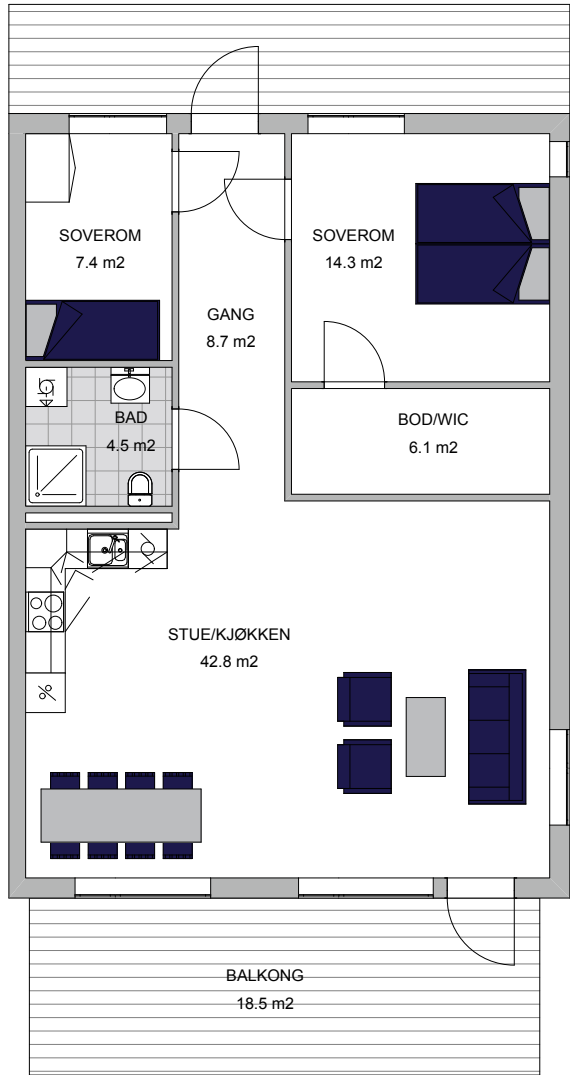 SOVEROM
7.4 m2
SOVEROM
14.3 m2
GANG
8.7 m2
BAD
4.5 m2
BOD/WIC
6.1 m2
STUE/KJØKKEN
42.8 m2
%
BALKONG
18.5 m2